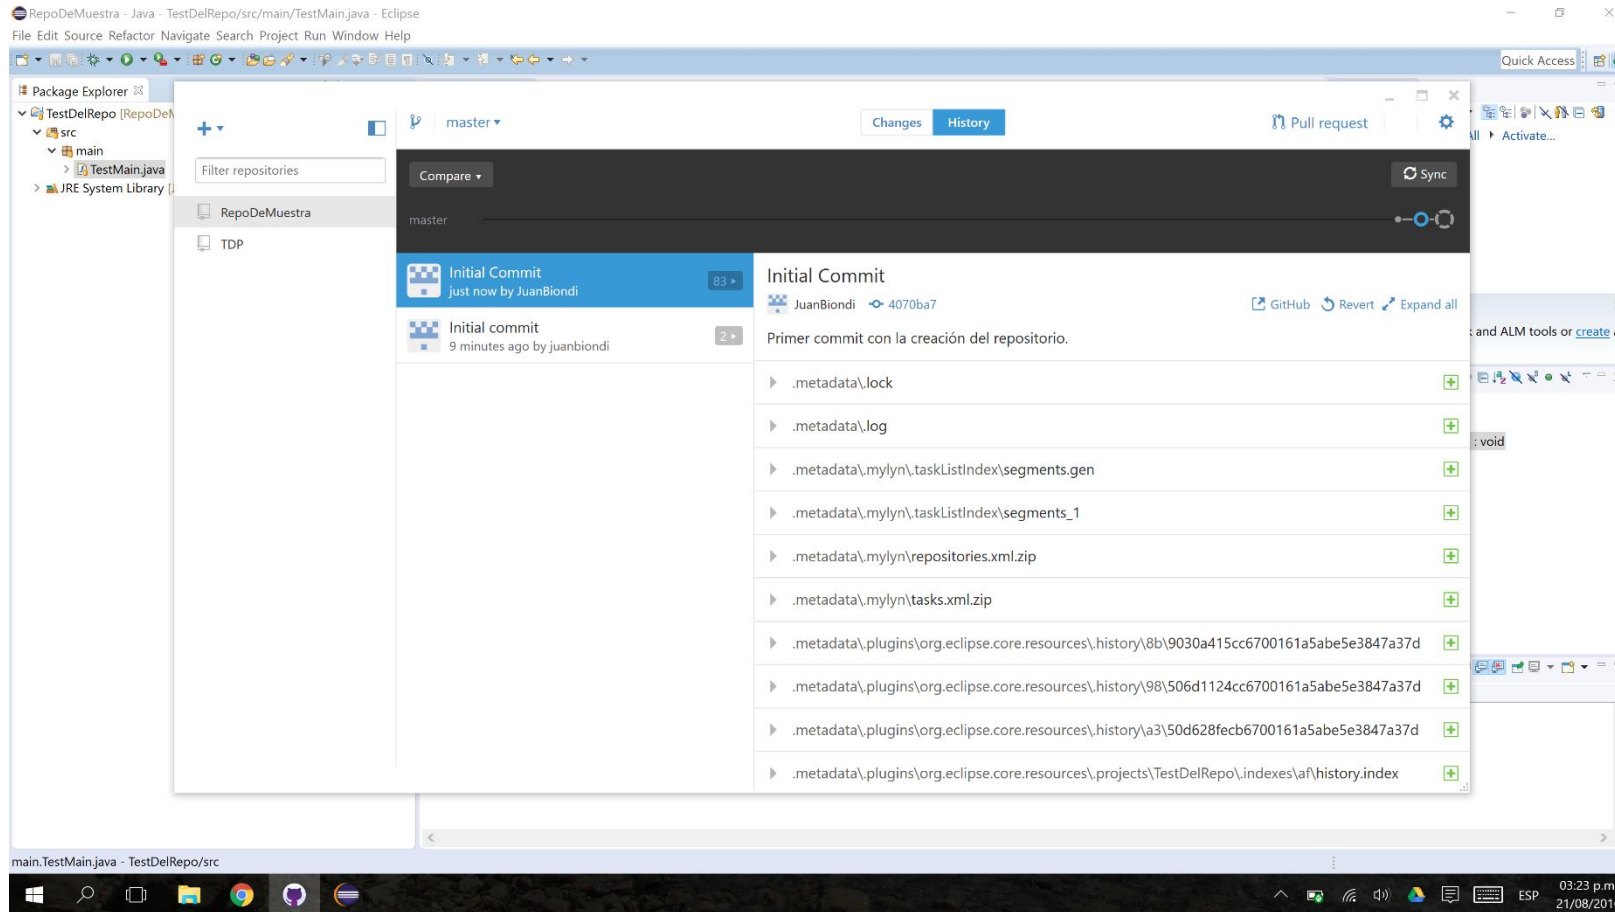 RepoDeMuestra - Java - TestDelRepo/src/main/TestMain.java - Eclipse
File Edit Source Refactor Navigate Search Project Run Window Help
Quick Access
Package Explorer
TestDelRepo [RepoDeM
src
main
TestMain.java
JRE System Library [J
master
Changes
History
Pull request
All
Activate...
Filter repositories
Compare
Sync
RepoDeMuestra
TDP
master
Initial Commit
just now by JuanBiondi
83
Initial commit
9 minutes ago by juanbiondi
2
Initial Commit
JuanBiondi
4070ba7
GitHub
Revert
Expand all
Primer commit con la creación del repositorio.
.metadata\.lock
.metadata\.log
.metadata\.mylyn\.taskListIndex\segments.gen
.metadata\.mylyn\.taskListIndex\segments_1
.metadata\.mylyn\repositories.xml.zip
.metadata\.mylyn\tasks.xml.zip
.metadata\.plugins\org.eclipse.core.resources\.history\8b\9030a415cc6700161a5abe5e3847a37d
.metadata\.plugins\org.eclipse.core.resources\.history\98\506d1124cc6700161a5abe5e3847a37d
.metadata\.plugins\org.eclipse.core.resources\.history\a3\50d628fecb6700161a5abe5e3847a37d
.metadata\.plugins\org.eclipse.core.resources\.projects\TestDelRepo\.indexes\af\history.index
and ALM tools or create
: void
main.TestMain.java - TestDelRepo/src
ESP
03:23 p.m
21/08/201